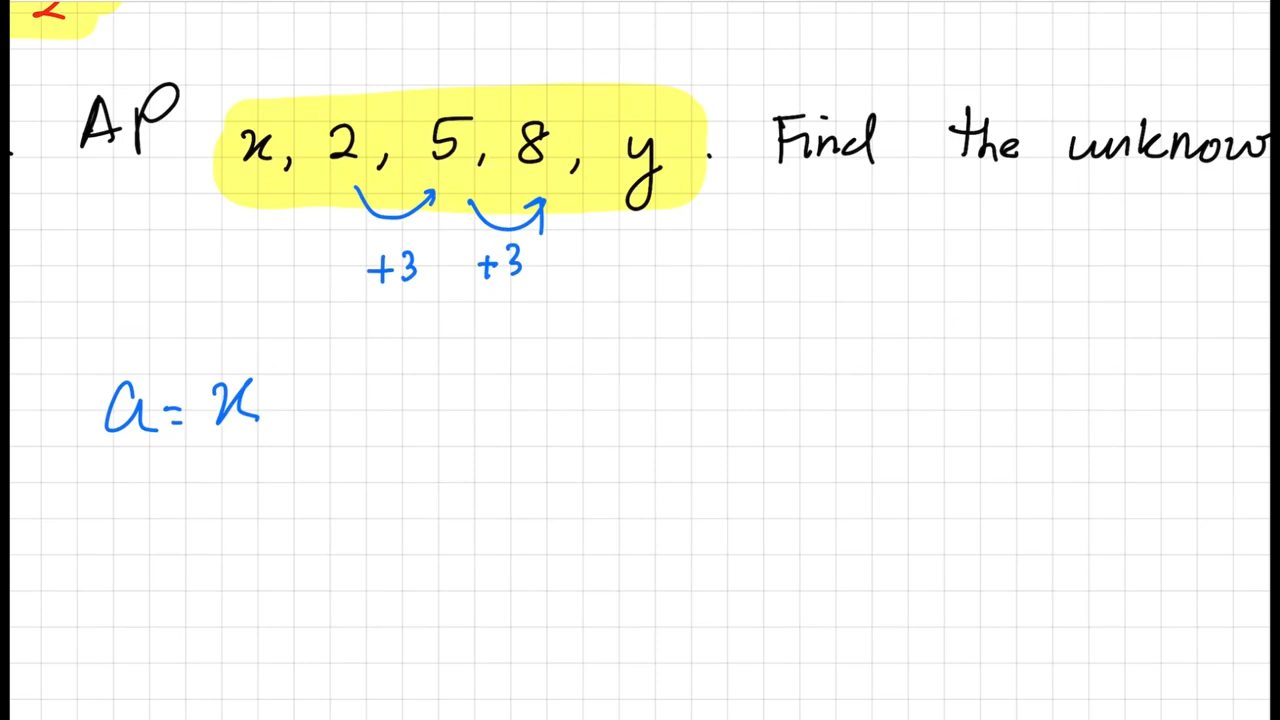 AP x, 2, 5, 8, y. Find the unknow
+3 +3
a = x